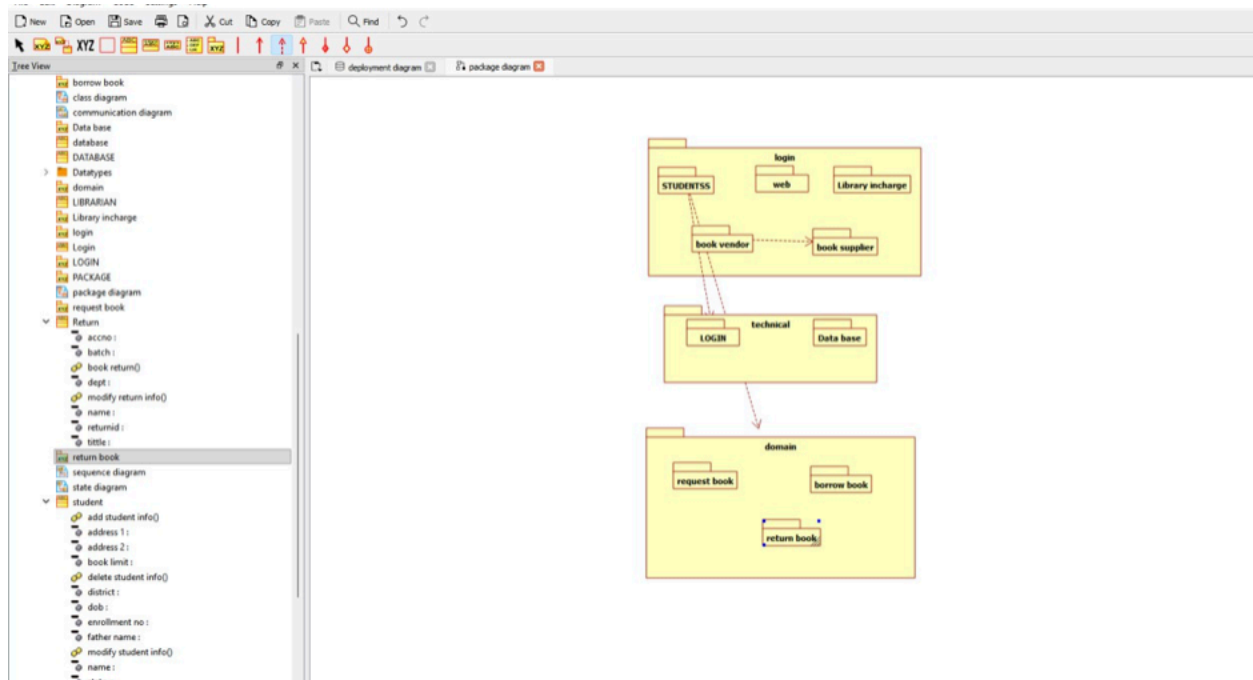 New Open Save Cut Copy Paste Find
XYZ XYZ
Tree View
deployment diagram package diagram
borrow book
class diagram
communication diagram
Data base
database
DATABASE
Datatypes
domain
LIBRARIAN
Library incharge
login
Login
LOGIN
PACKAGE
package diagram
request book
Return
accno :
batch :
book return()
dept :
modify return info()
name :
returnid :
tittle :
return book
sequence diagram
state diagram
student
add student info()
address 1 :
address 2 :
book limit :
delete student info()
district :
dob :
enrollment no :
father name :
modify student info()
name :
login
STUDENTSS web Library incharge
book vendor book supplier
technical
LOGIN Data base
domain
request book borrow book
return book